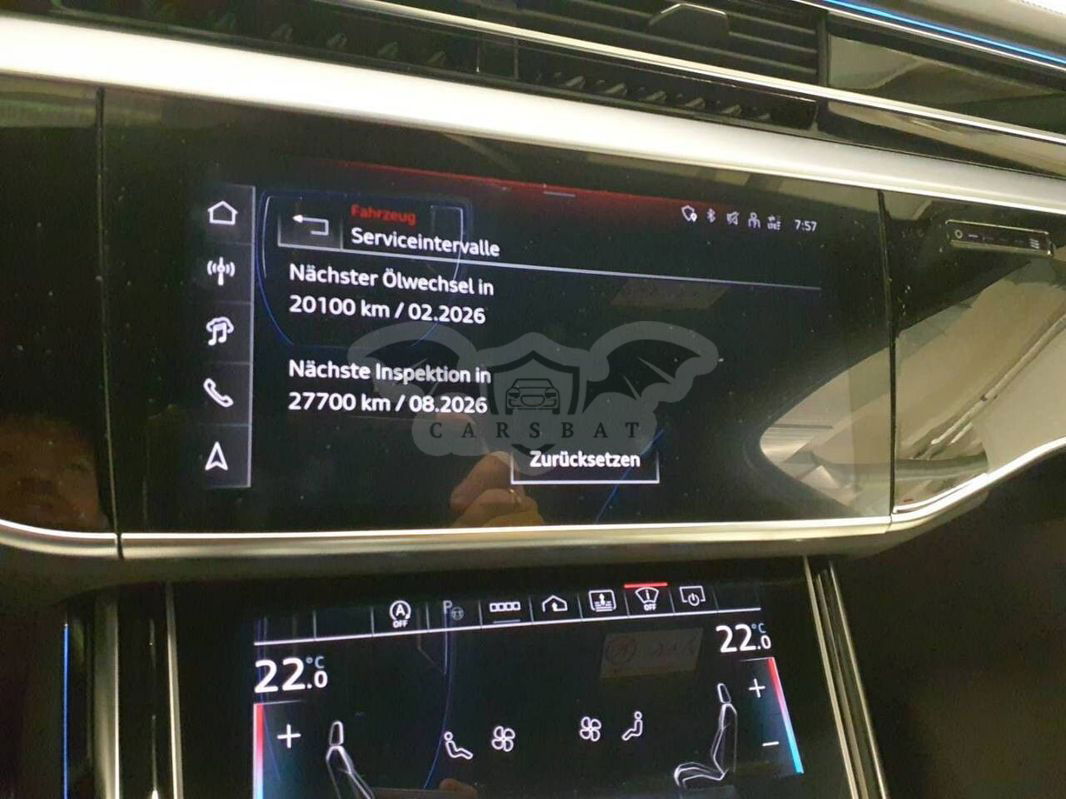 Fahrzeug
Serviceintervalle
7:57
Nächster Ölwechsel in
20100 km / 02.2026
Nächste Inspektion in
27700 km / 08.2026
CARSBAT
Zurücksetzen
A
OFF
P
OFF
22.0 °C
22.0 °C
+
+
−